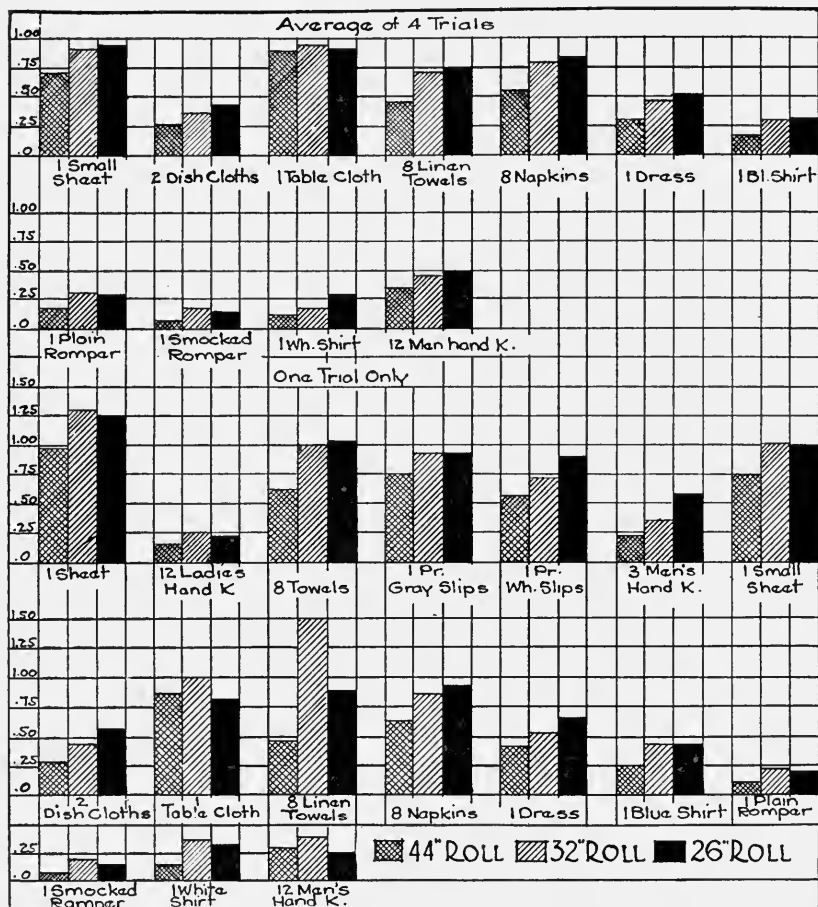 Average of 4 Trials
1.00
.75
.50
.25
.0
1 Small Sheet
2 Dish Cloths
1 Table Cloth
8 Linen Towels
8 Napkins
1 Dress
1 Bl. Shirt
1.00
.75
.50
.25
.0
1 Plain Romper
1 Smocked Romper
1 Wh. Shirt
12 Men hand K.
One Trial Only
1.50
1.25
1.00
.75
.50
.25
.0
1 Sheet
12 Ladies Hand K
8 Towels
1 Pr. Gray Slips
1 Pr. Wh. Slips
3 Men's Hand K.
1 Small Sheet
1.50
1.25
1.00
.75
.50
.25
.0
2 Dish Cloths
1 Table Cloth
8 Linen Towels
8 Napkins
1 Dress
1 Blue Shirt
1 Plain Romper
.25
.0
44" ROLL
32" ROLL
26" ROLL
1 Smocked Romper
1 White Shirt
12 Men's Hand K.